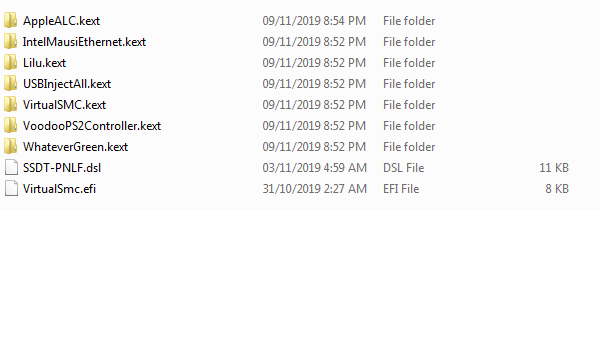 AppleALC.kext 09/11/2019 8:54 PM File folder
IntelMausiEthernet.kext 09/11/2019 8:52 PM File folder
Lilu.kext 09/11/2019 8:52 PM File folder
USBInjectAll.kext 09/11/2019 8:52 PM File folder
VirtualSMC.kext 09/11/2019 8:52 PM File folder
VoodooPS2Controller.kext 09/11/2019 8:52 PM File folder
WhateverGreen.kext 09/11/2019 8:52 PM File folder
SSDT-PNLF.dsl 03/11/2019 4:59 AM DSL File 11 KB
VirtualSmc.efi 31/10/2019 2:27 AM EFI File 8 KB